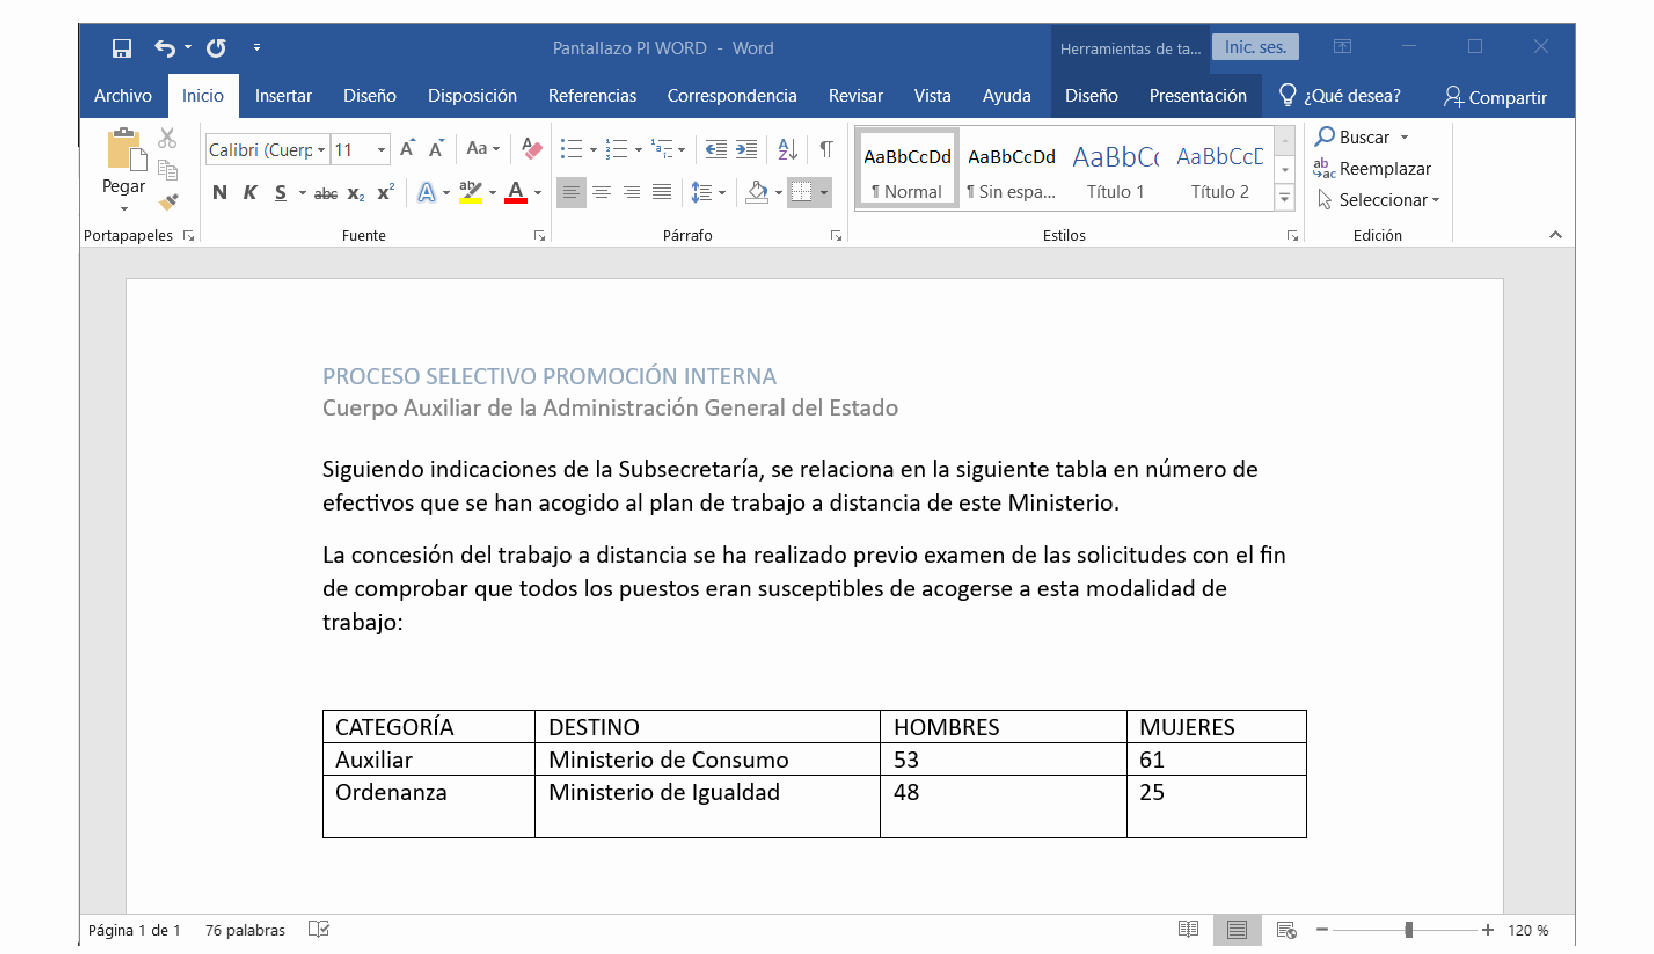 Pantallazo PI WORD - Word
Herramientas de ta...
Inic. ses.
Archivo Inicio Insertar Diseño Disposición Referencias Correspondencia Revisar Vista Ayuda Diseño Presentación ¿Qué desea? Compartir
Calibri (Cuerp 11 Aa
AaBbCcDd AaBbCcDd AaBbCc AaBbCcD
Buscar
Reemplazar
Pegar
N K S abc x₂ x² A ab A
¶ Normal ¶ Sin espa... Título 1 Título 2
Seleccionar
Portapapeles Fuente Párrafo Estilos Edición
PROCESO SELECTIVO PROMOCIÓN INTERNA
Cuerpo Auxiliar de la Administración General del Estado
Siguiendo indicaciones de la Subsecretaría, se relaciona en la siguiente tabla en número de
efectivos que se han acogido al plan de trabajo a distancia de este Ministerio.
La concesión del trabajo a distancia se ha realizado previo examen de las solicitudes con el fin
de comprobar que todos los puestos eran susceptibles de acogerse a esta modalidad de
trabajo:
CATEGORÍA DESTINO HOMBRES MUJERES
Auxiliar Ministerio de Consumo 53 61
Ordenanza Ministerio de Igualdad 48 25
Página 1 de 1 76 palabras 120 %